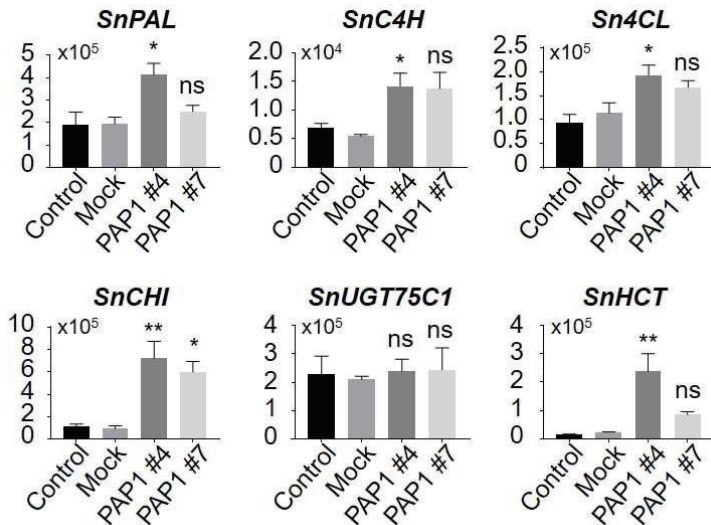 SnPAL
x10⁵
*
ns
5
4
3
2
1
0
Control
Mock
PAP1 #4
PAP1 #7
SnC4H
x10⁴
*
ns
2.0
1.5
1.0
0.5
0
Control
Mock
PAP1 #4
PAP1 #7
Sn4CL
x10⁵
*
ns
2.5
2.0
1.5
1.0
0.5
0
Control
Mock
PAP1 #4
PAP1 #7
SnCHI
x10⁵
**
*
10
8
6
4
2
0
Control
Mock
PAP1 #4
PAP1 #7
SnUGT75C1
x10⁵
ns
ns
4
3
2
1
0
Control
Mock
PAP1 #4
PAP1 #7
SnHCT
x10⁵
**
ns
4
3
2
1
0
Control
Mock
PAP1 #4
PAP1 #7